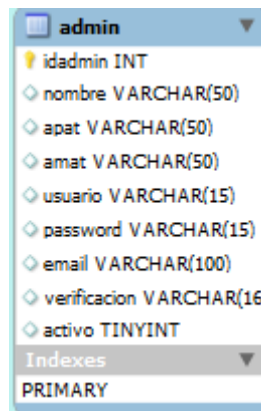 admin
idadmin INT
nombre VARCHAR(50)
apat VARCHAR(50)
amat VARCHAR(50)
usuario VARCHAR(15)
password VARCHAR(15)
email VARCHAR(100)
verificacion VARCHAR(16
activo TINYINT
Indexes
PRIMARY